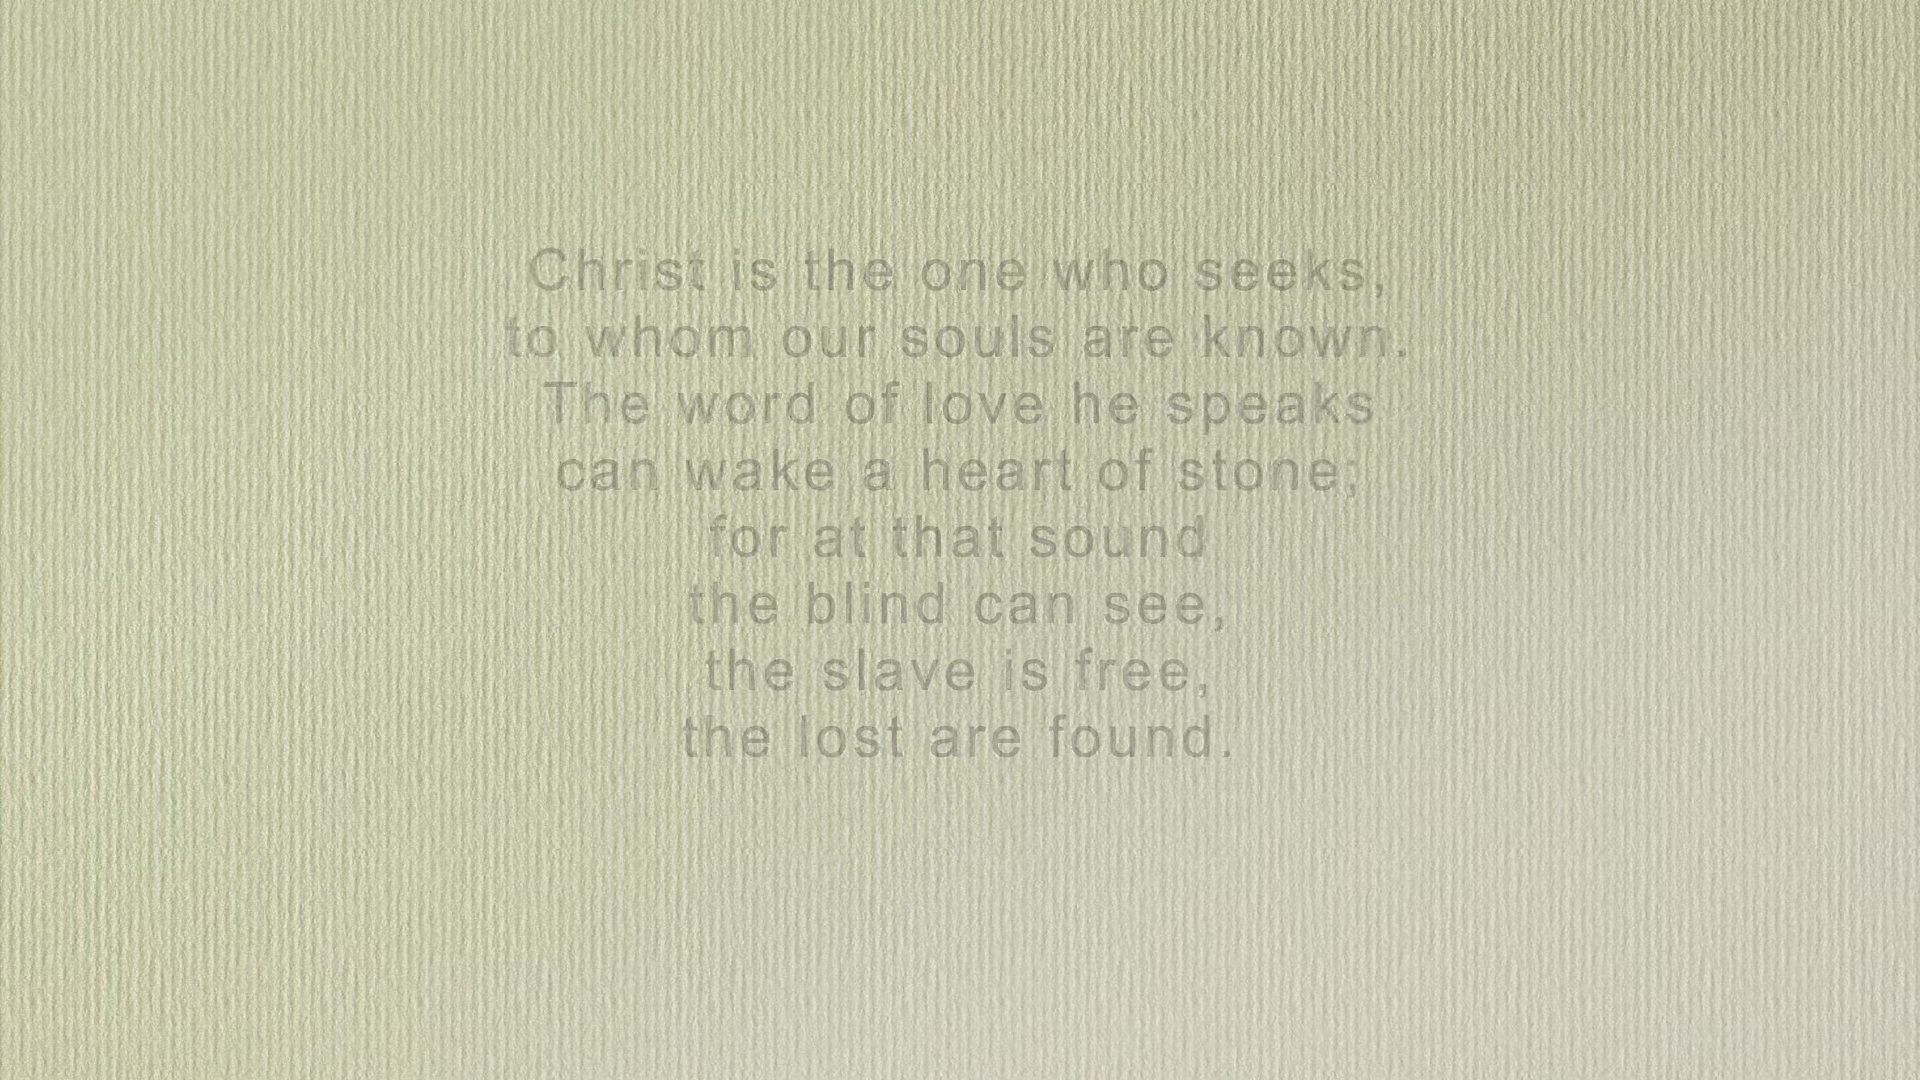 Christ is the one who seeks,
to whom our souls are known.
The word of love he speaks
can wake a heart of stone;
for at that sound
the blind can see,
the slave is free,
the lost are found.